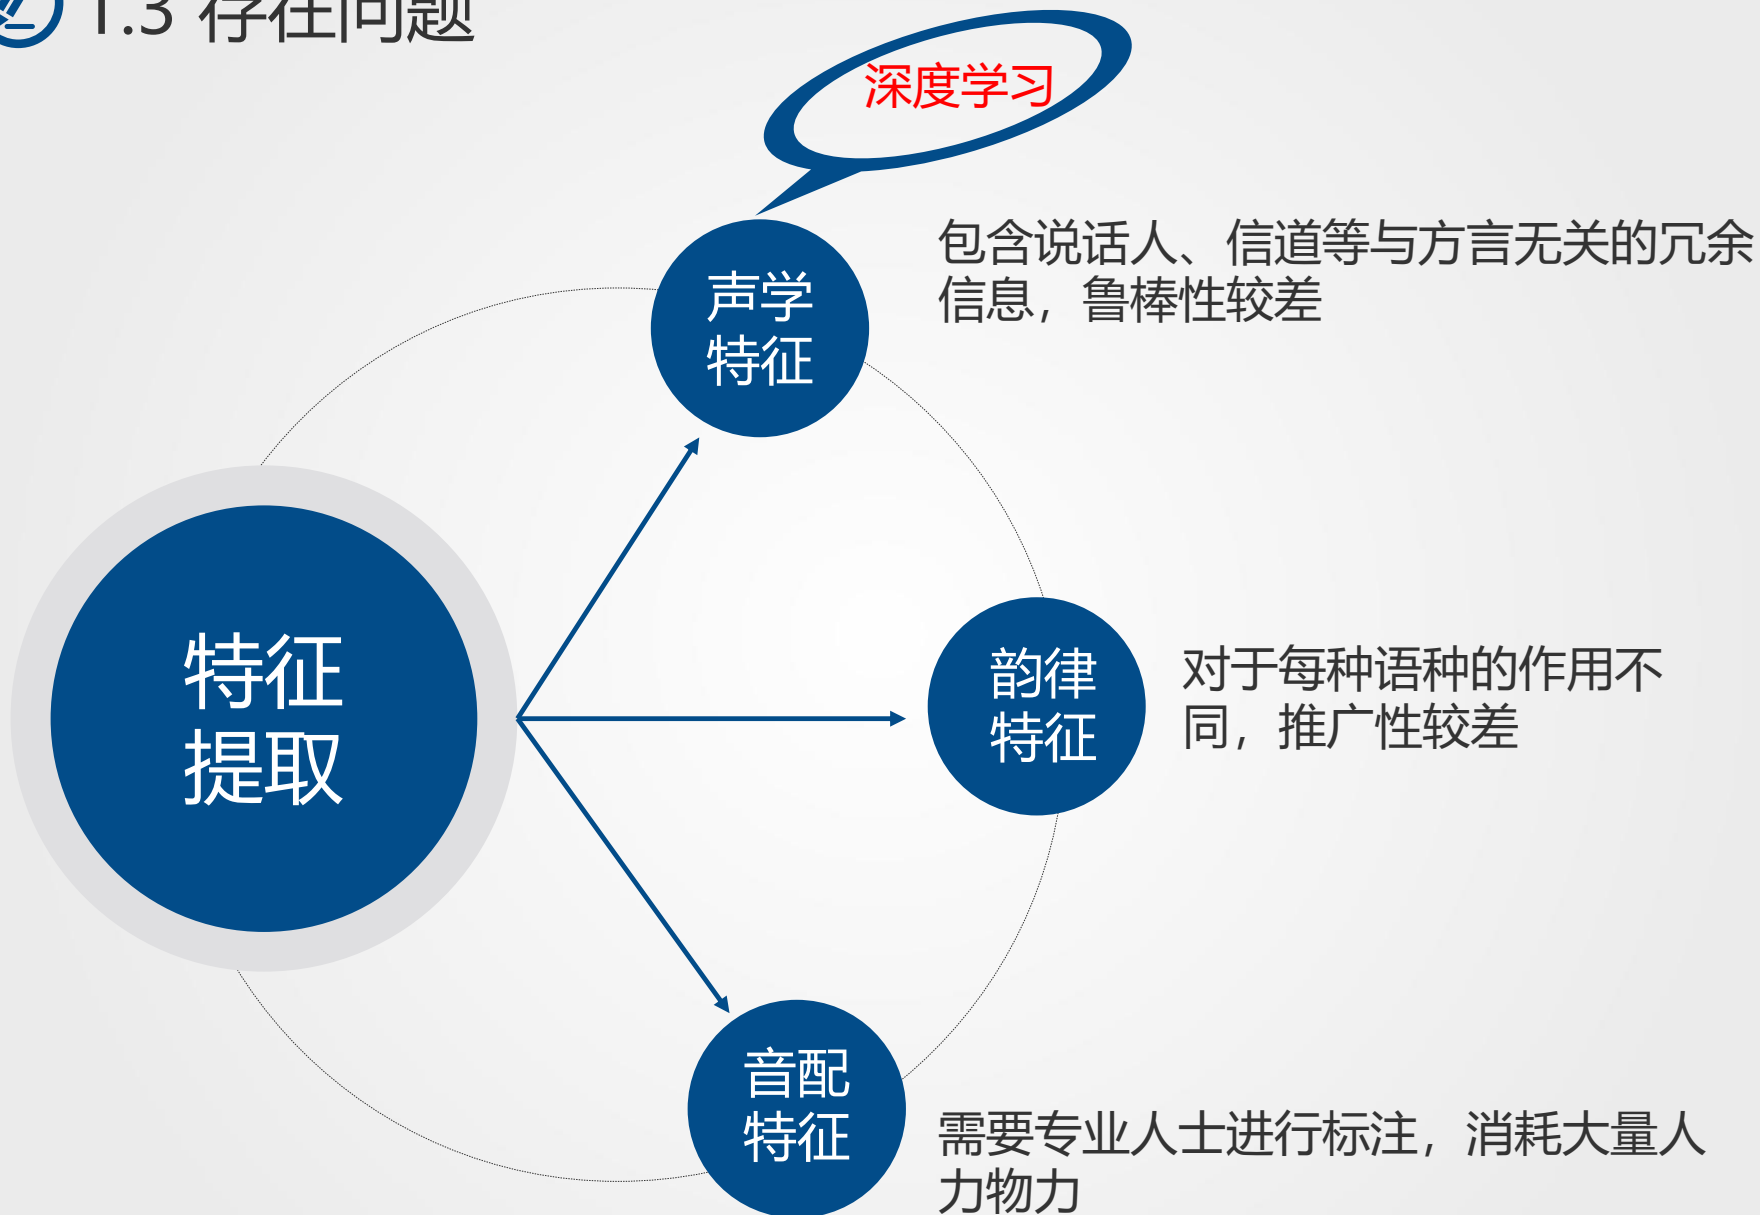 1.3 存在问题
深度学习
包含说话人、信道等与方言无关的冗余
信息，鲁棒性较差
声学
特征
特征
提取
韵律
特征
对于每种语种的作用不
同，推广性较差
音配
特征
需要专业人士进行标注，消耗大量人
力物力